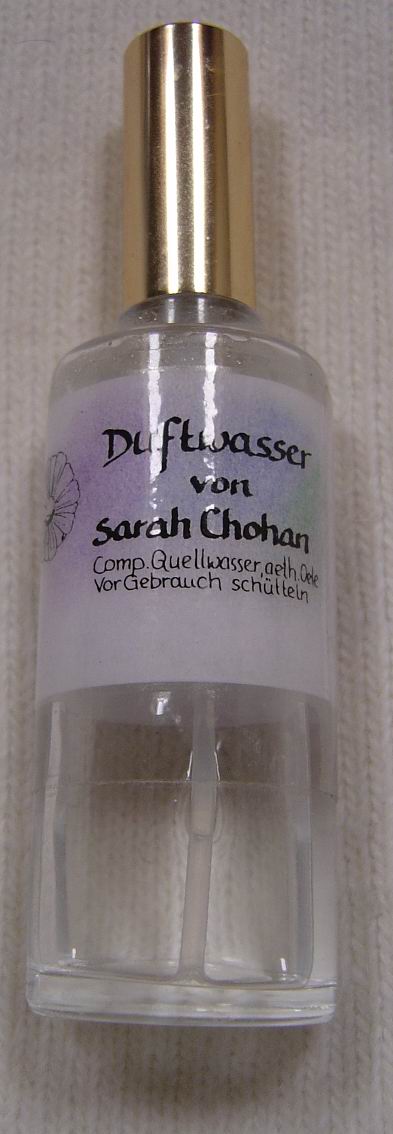 Duftwasser
von
Sarah Chohan
Comp. Quellwasser, aeth. Oele
Vor Gebrauch schütteln